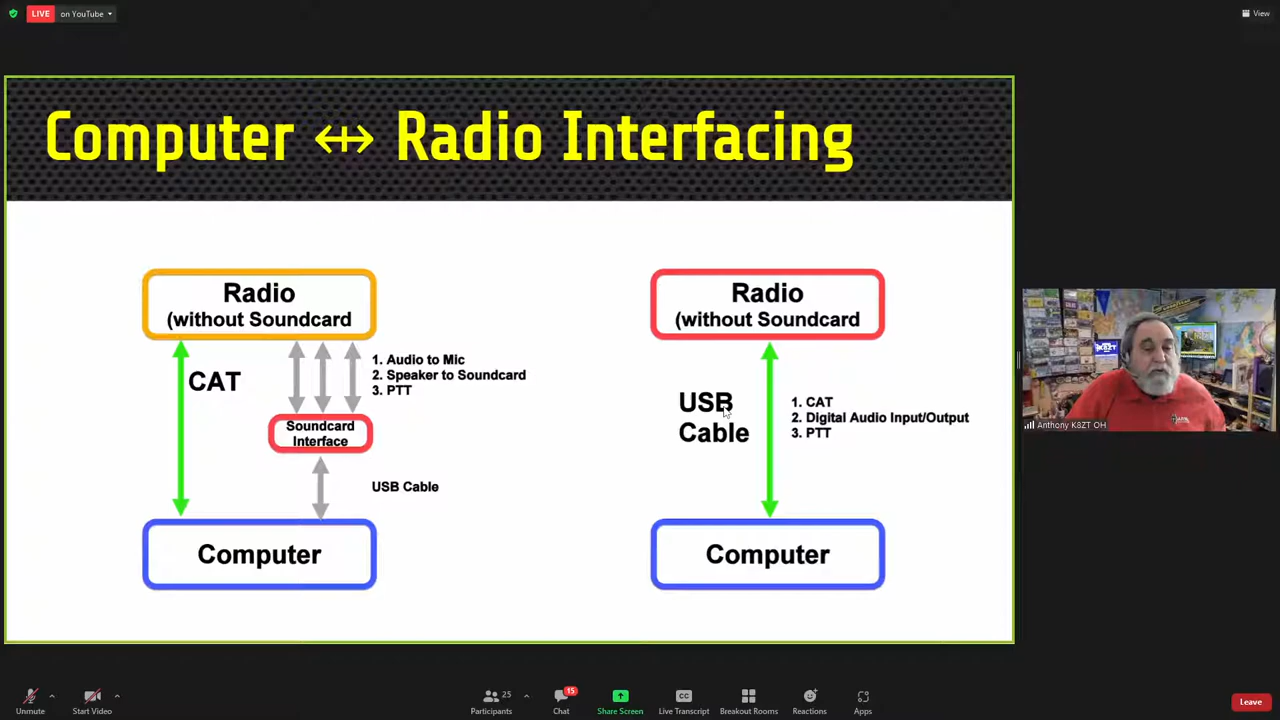 LIVE on YouTube
View
Computer ↔ Radio Interfacing
Radio
(without Soundcard
CAT
1. Audio to Mic
2. Speaker to Soundcard
3. PTT
Soundcard
Interface
USB Cable
Computer
Radio
(without Soundcard
USB
Cable
1. CAT
2. Digital Audio Input/Output
3. PTT
Computer
K8ZT
Anthony K8ZT OH
Unmute
Start Video
25
Participants
15
Chat
Share Screen
CC
Live Transcript
Breakout Rooms
Reactions
Apps
Leave